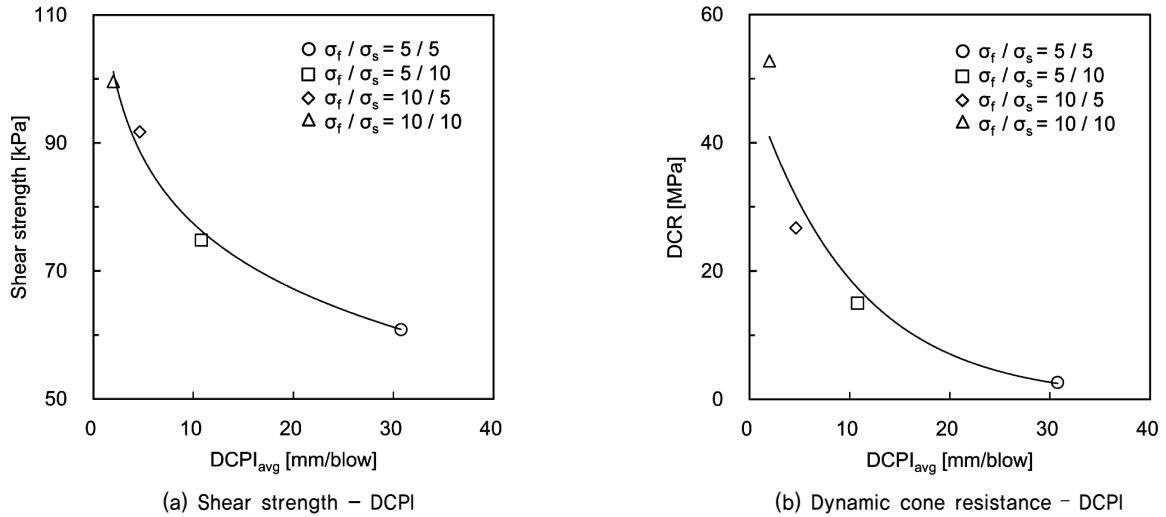 110
90
70
50
Shear strength [kPa]
○ σf / σs = 5 / 5
□ σf / σs = 5 / 10
◇ σf / σs = 10 / 5
△ σf / σs = 10 / 10
0 10 20 30 40
DCPIavg [mm/blow]
(a) Shear strength − DCPI
60
40
20
0
DCR [MPa]
○ σf / σs = 5 / 5
□ σf / σs = 5 / 10
◇ σf / σs = 10 / 5
△ σf / σs = 10 / 10
0 10 20 30 40
DCPIavg [mm/blow]
(b) Dynamic cone resistance − DCPI